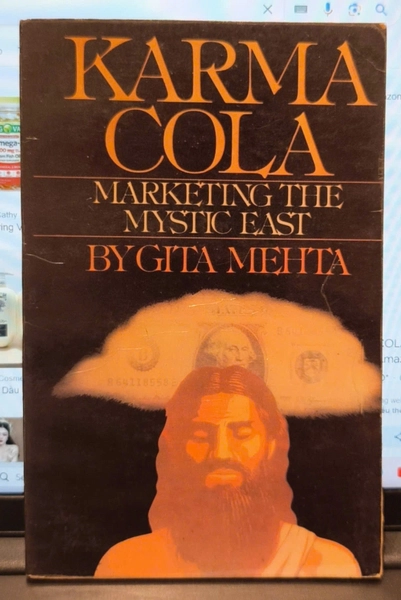 KARMA
COLA
MARKETING THE
MYSTIC EAST
BY GITA MEHTA